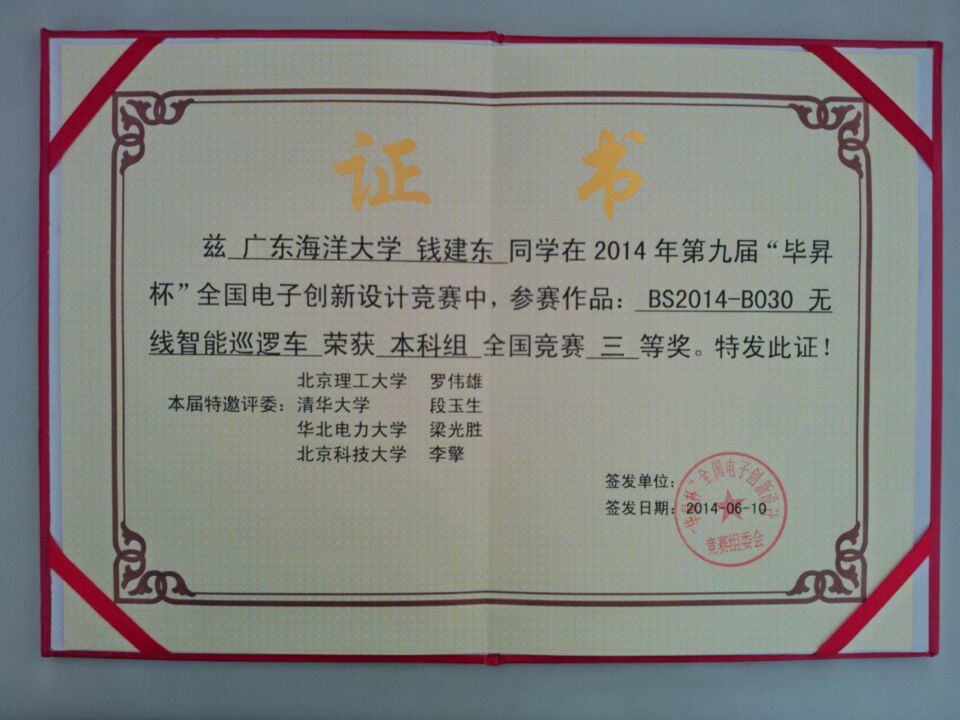 证 书
兹 广东海洋大学 钱建东 同学在 2014 年第九届“毕昇
杯”全国电子创新设计竞赛中，参赛作品：BS2014-B030 无
线智能巡逻车 荣获 本科组 全国竞赛 三 等奖。特发此证！
北京理工大学 罗伟雄
本届特邀评委：清华大学 段玉生
华北电力大学 梁光胜
北京科技大学 李擎
签发单位：
签发日期：2014-06-10
“毕昇杯”全国电子创新设计
竞赛组委会